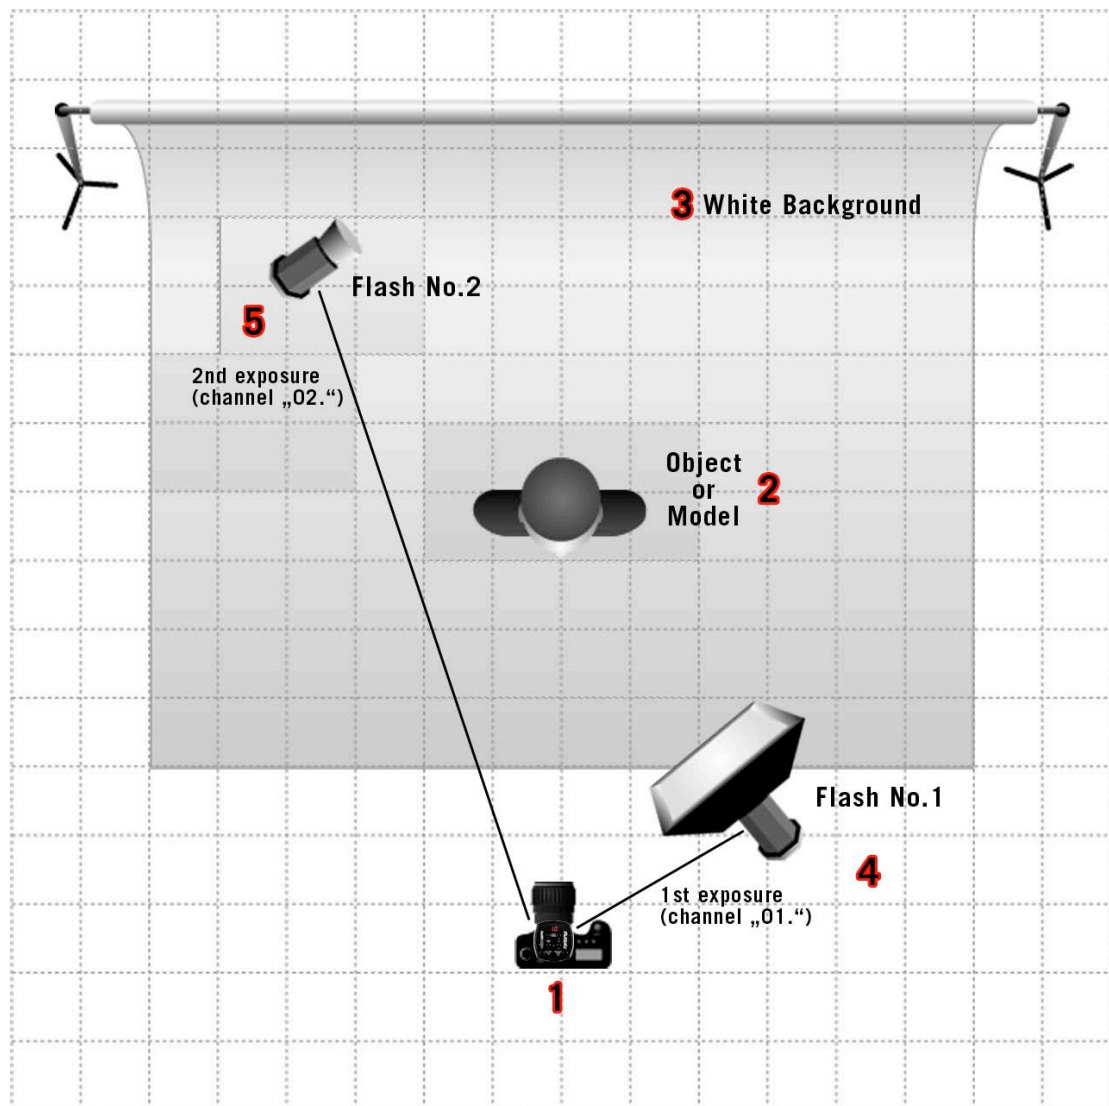 3 White Background
Flash No.2
5
2nd exposure
(channel „02.“)
Object
or
Model
2
Flash No.1
4
1st exposure
(channel „01.“)
1